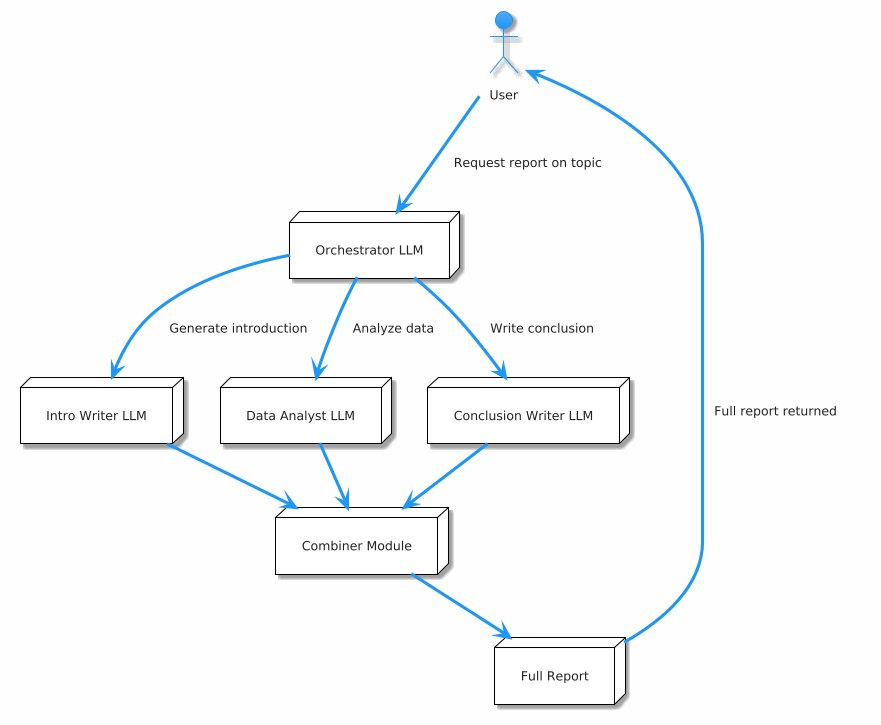 User
Request report on topic
Orchestrator LLM
Generate introduction
Analyze data
Write conclusion
Intro Writer LLM
Data Analyst LLM
Conclusion Writer LLM
Full report returned
Combiner Module
Full Report